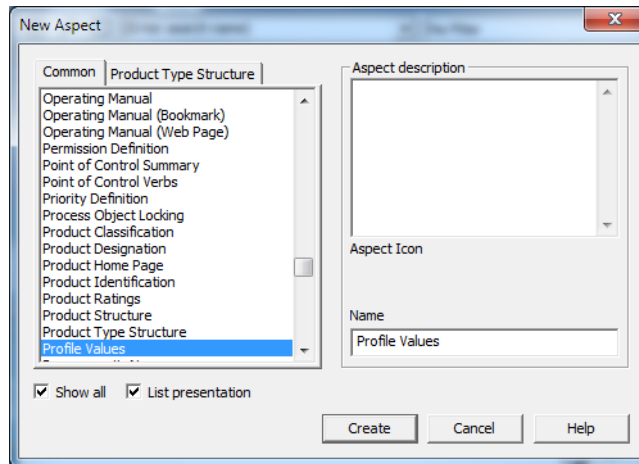 New Aspect
Common
Product Type Structure
Operating Manual
Operating Manual (Bookmark)
Operating Manual (Web Page)
Permission Definition
Point of Control Summary
Point of Control Verbs
Priority Definition
Process Object Locking
Product Classification
Product Designation
Product Home Page
Product Identification
Product Ratings
Product Structure
Product Type Structure
Profile Values
Aspect description
Aspect Icon
Name
Profile Values
Show all
List presentation
Create
Cancel
Help